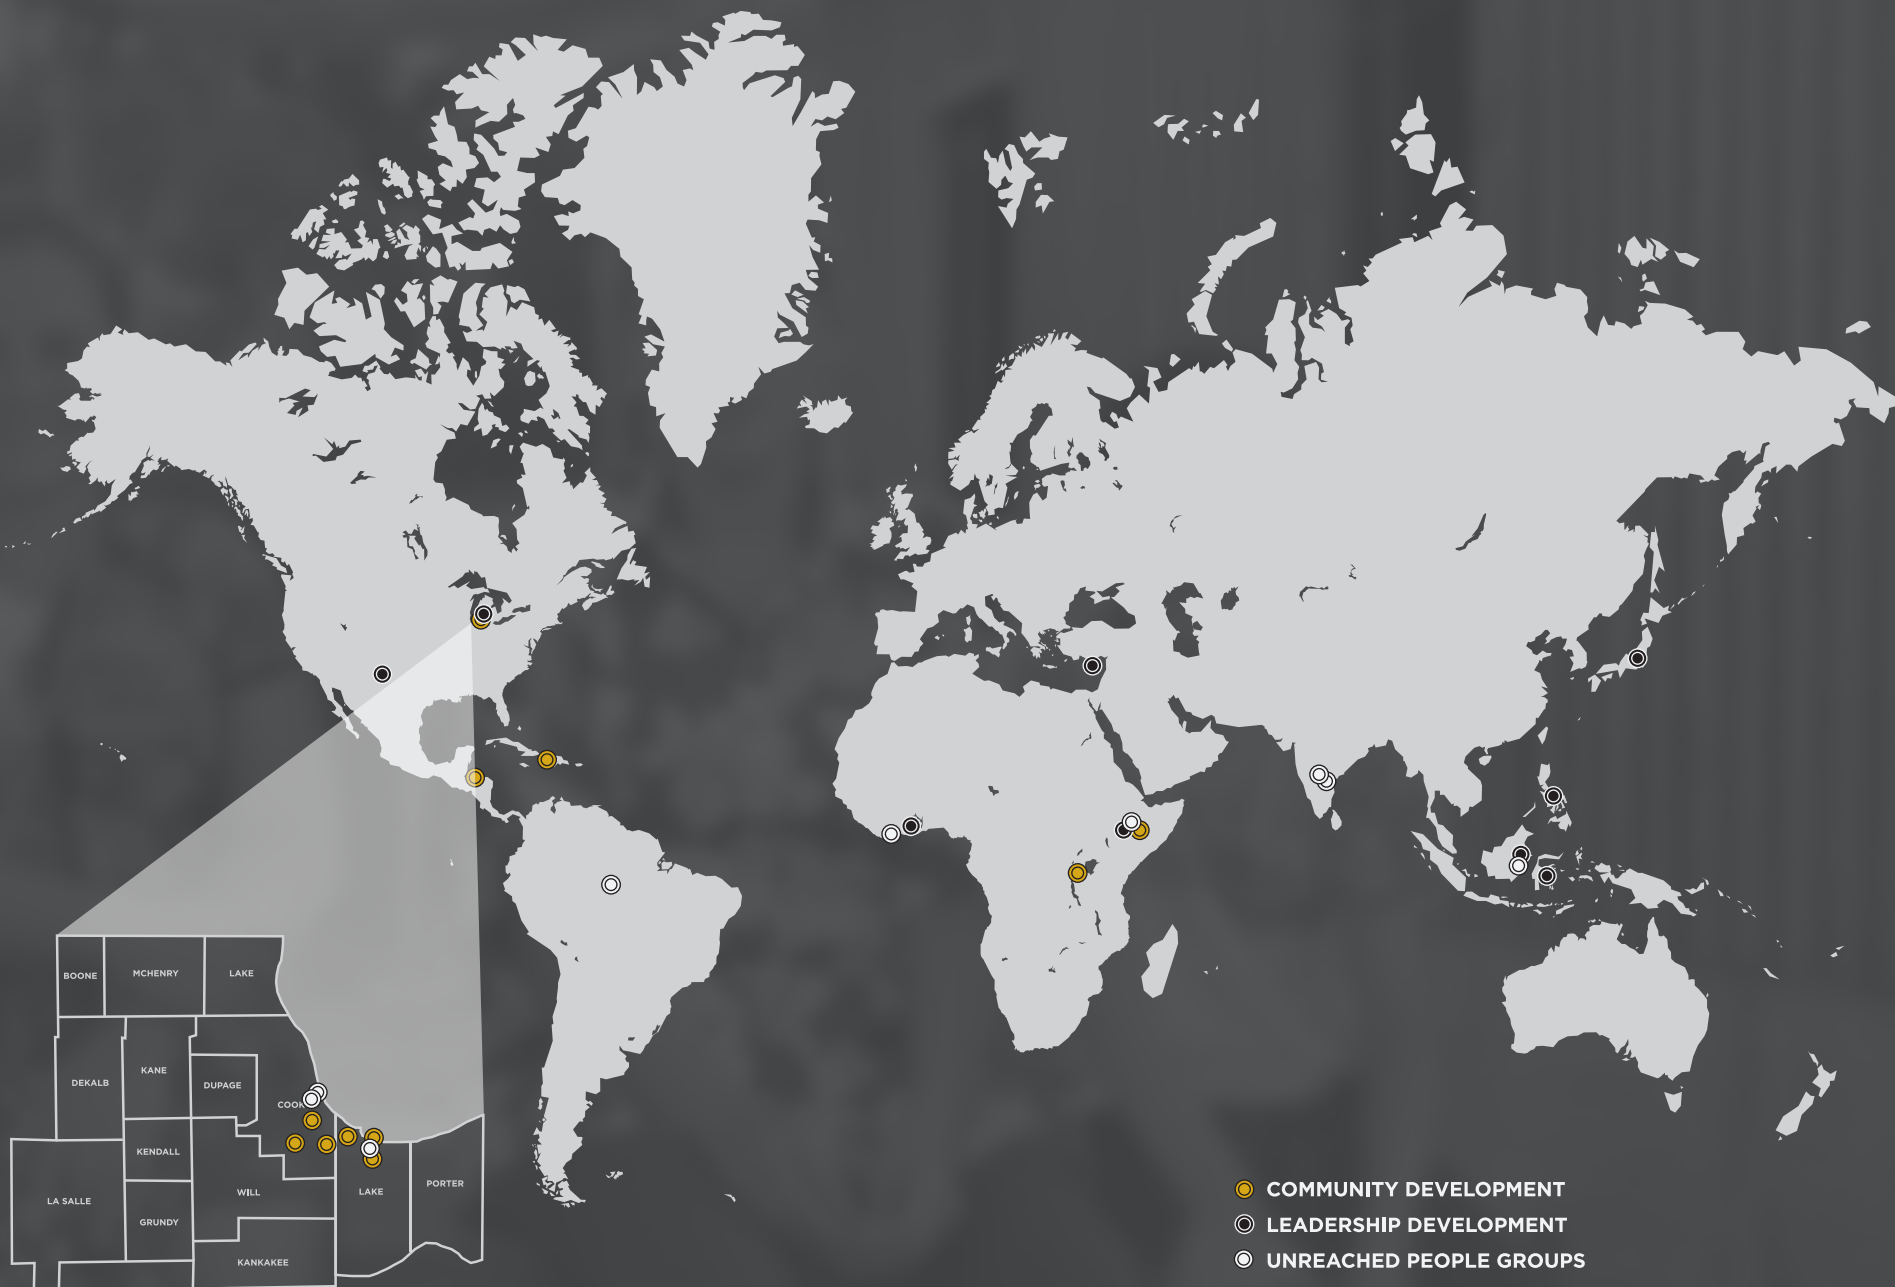 BOONE
MCHENRY
LAKE
DEKALB
KANE
DUPAGE
COOK
KENDALL
LA SALLE
WILL
LAKE
PORTER
GRUNDY
KANKAKEE
COMMUNITY DEVELOPMENT
LEADERSHIP DEVELOPMENT
UNREACHED PEOPLE GROUPS